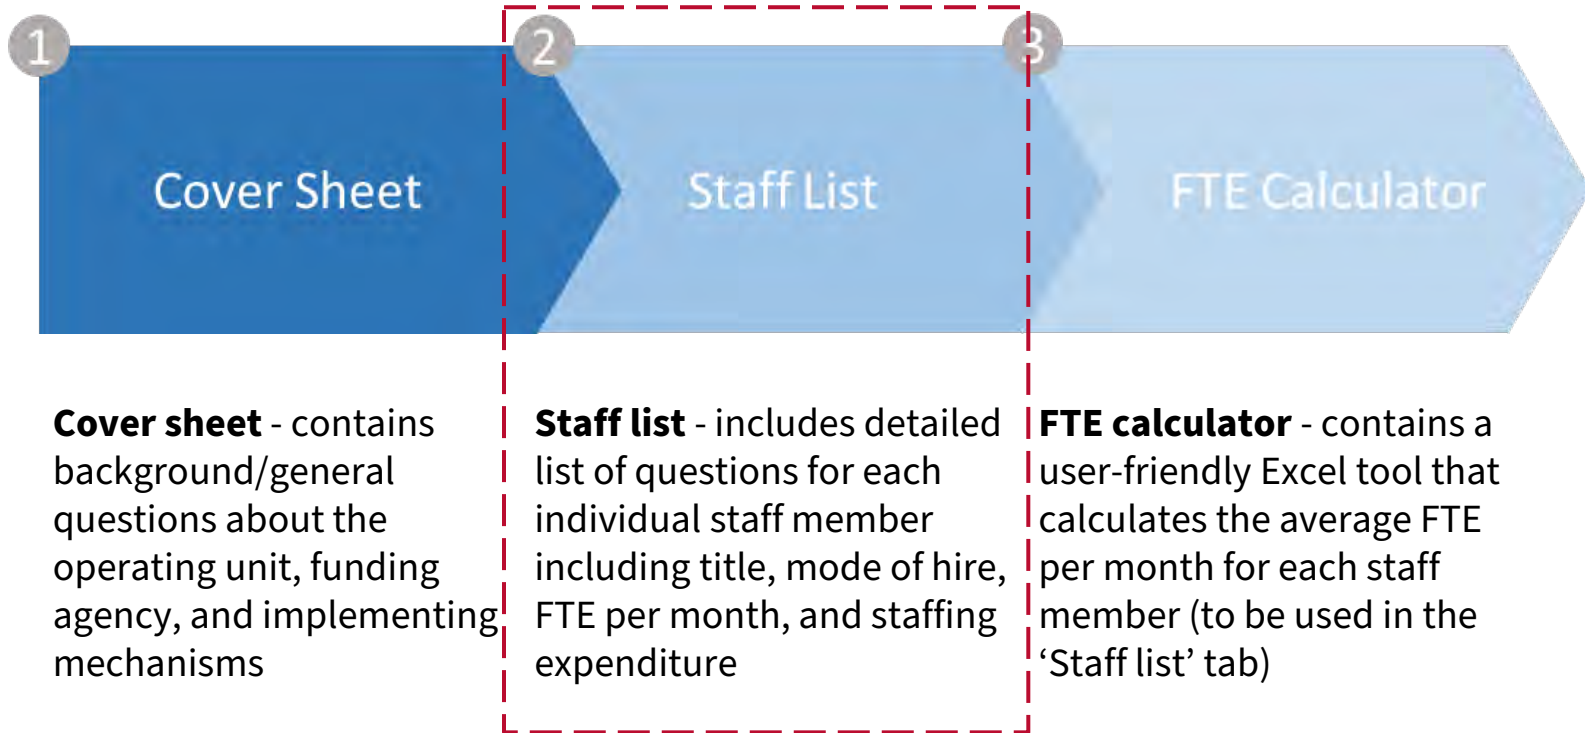 1
2
3
Cover Sheet
Staff List
FTE Calculator
Cover sheet - contains
background/general
questions about the
operating unit, funding
agency, and implementing
mechanisms
Staff list - includes detailed
list of questions for each
individual staff member
including title, mode of hire,
FTE per month, and staffing
expenditure
FTE calculator - contains a
user-friendly Excel tool that
calculates the average FTE
per month for each staff
member (to be used in the
‘Staff list’ tab)